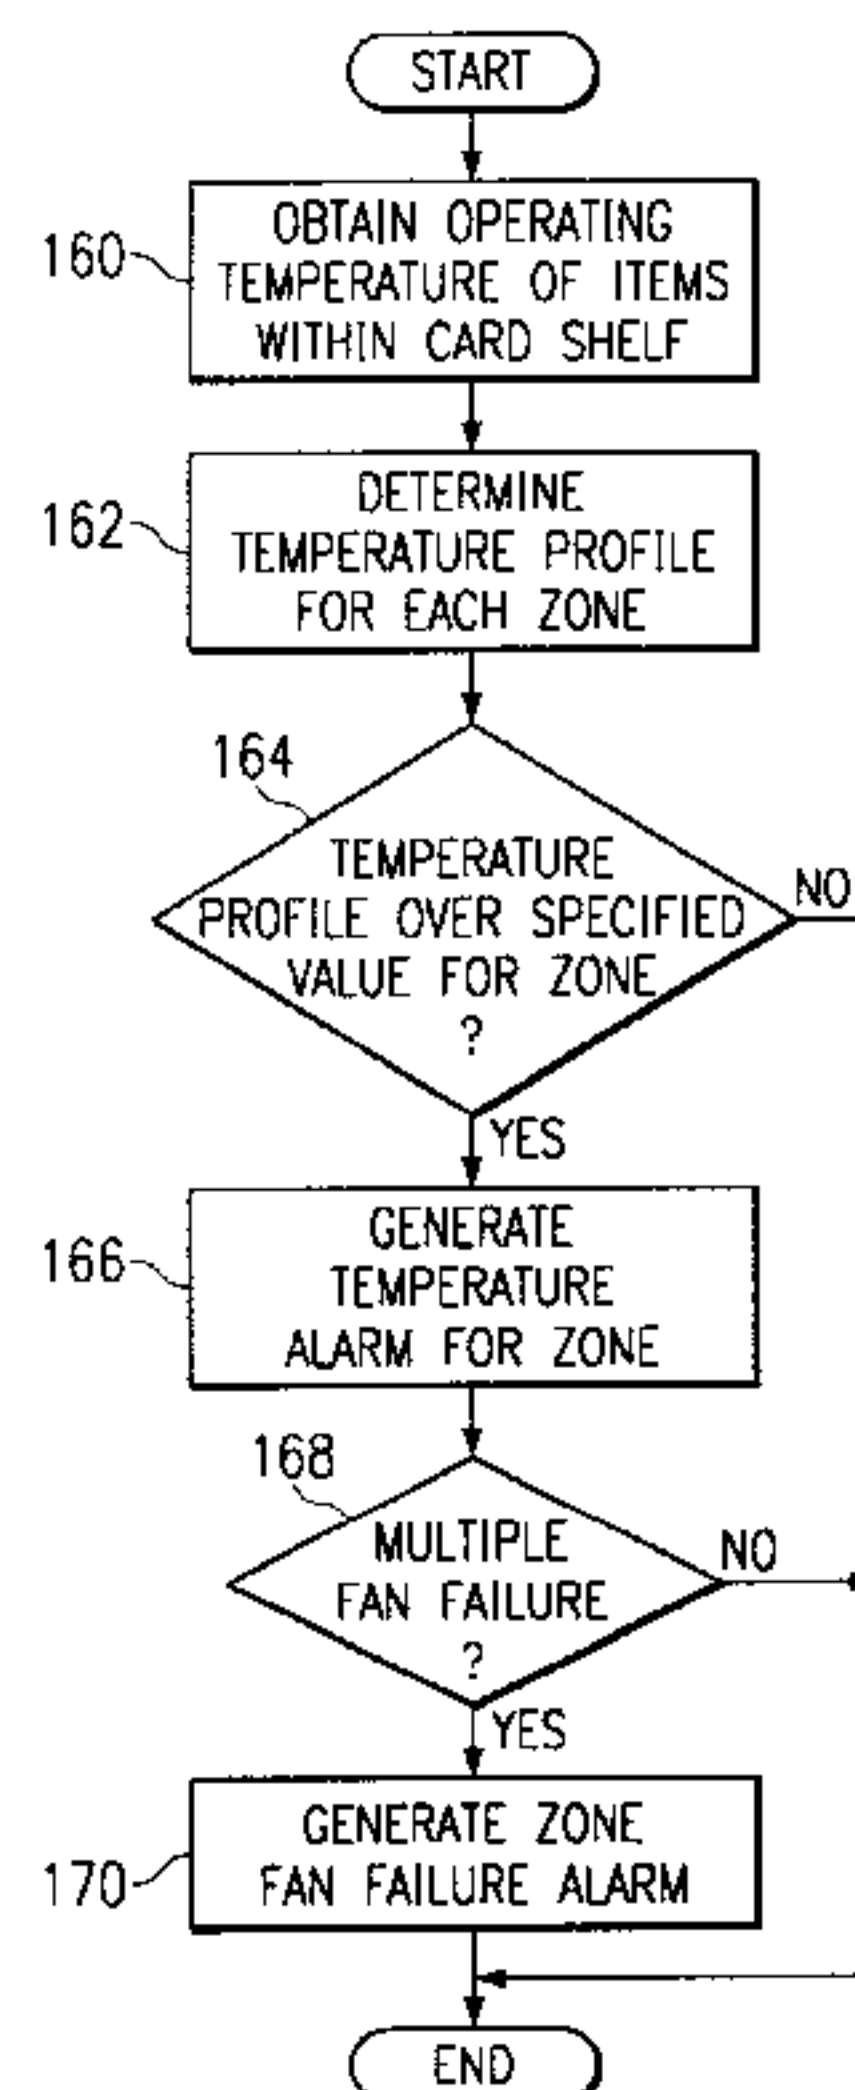 START
160
OBTAIN OPERATING
TEMPERATURE OF ITEMS
WITHIN CARD SHELF
162
DETERMINE
TEMPERATURE PROFILE
FOR EACH ZONE
164
TEMPERATURE
PROFILE OVER SPECIFIED
VALUE FOR ZONE
?
NO
YES
166
GENERATE
TEMPERATURE
ALARM FOR ZONE
168
MULTIPLE
FAN FAILURE
?
NO
YES
170
GENERATE ZONE
FAN FAILURE ALARM
END